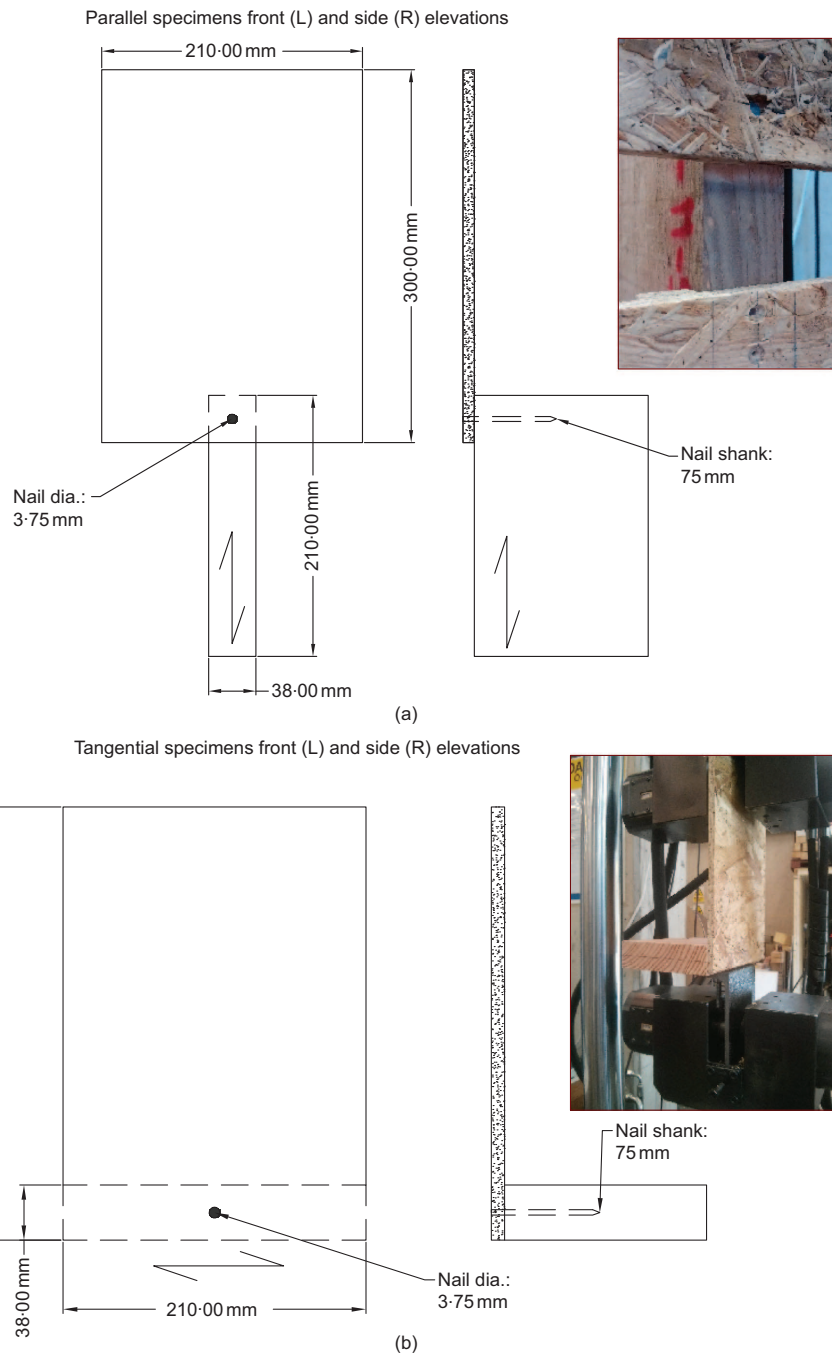 Parallel specimens front (L) and side (R) elevations
210·00 mm
300·00 mm
Nail dia.:
3·75 mm
210·00 mm
Nail shank:
75 mm
38·00 mm
(a)
Tangential specimens front (L) and side (R) elevations
Nail shank:
75 mm
38·00 mm
210·00 mm
Nail dia.:
3·75 mm
(b)